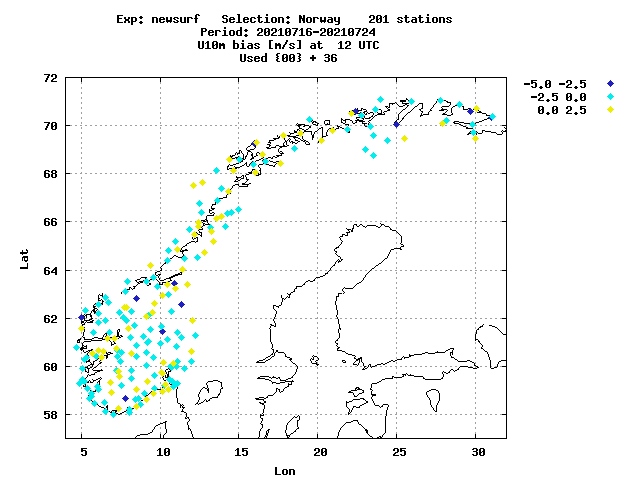 Exp: newsurf   Selection: Norway    201 stations
Period: 20210716-20210724
U10m bias [m/s] at  12 UTC
Used {00} + 36
72
70
68
66
64
62
60
58
5 10 15 20 25 30
Lat
Lon
-5.0 -2.5
-2.5 0.0
0.0 2.5